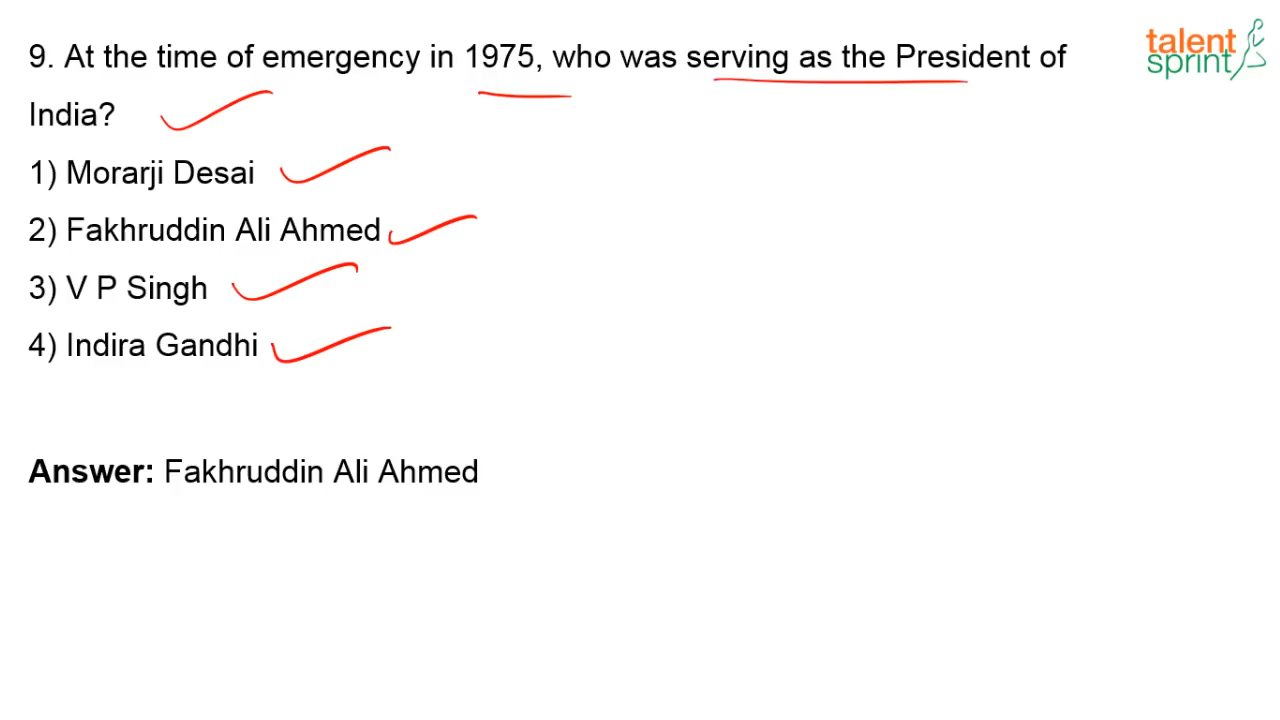 9. At the time of emergency in 1975, who was serving as the President of
India?
1) Morarji Desai
2) Fakhruddin Ali Ahmed
3) V P Singh
4) Indira Gandhi
Answer: Fakhruddin Ali Ahmed
talent
sprint